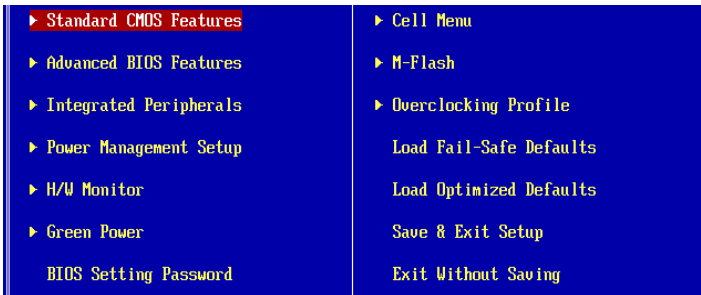 Standard CMOS Features
Advanced BIOS Features
Integrated Peripherals
Power Management Setup
H/W Monitor
Green Power
BIOS Setting Password
Cell Menu
M-Flash
Overclocking Profile
Load Fail-Safe Defaults
Load Optimized Defaults
Save & Exit Setup
Exit Without Saving